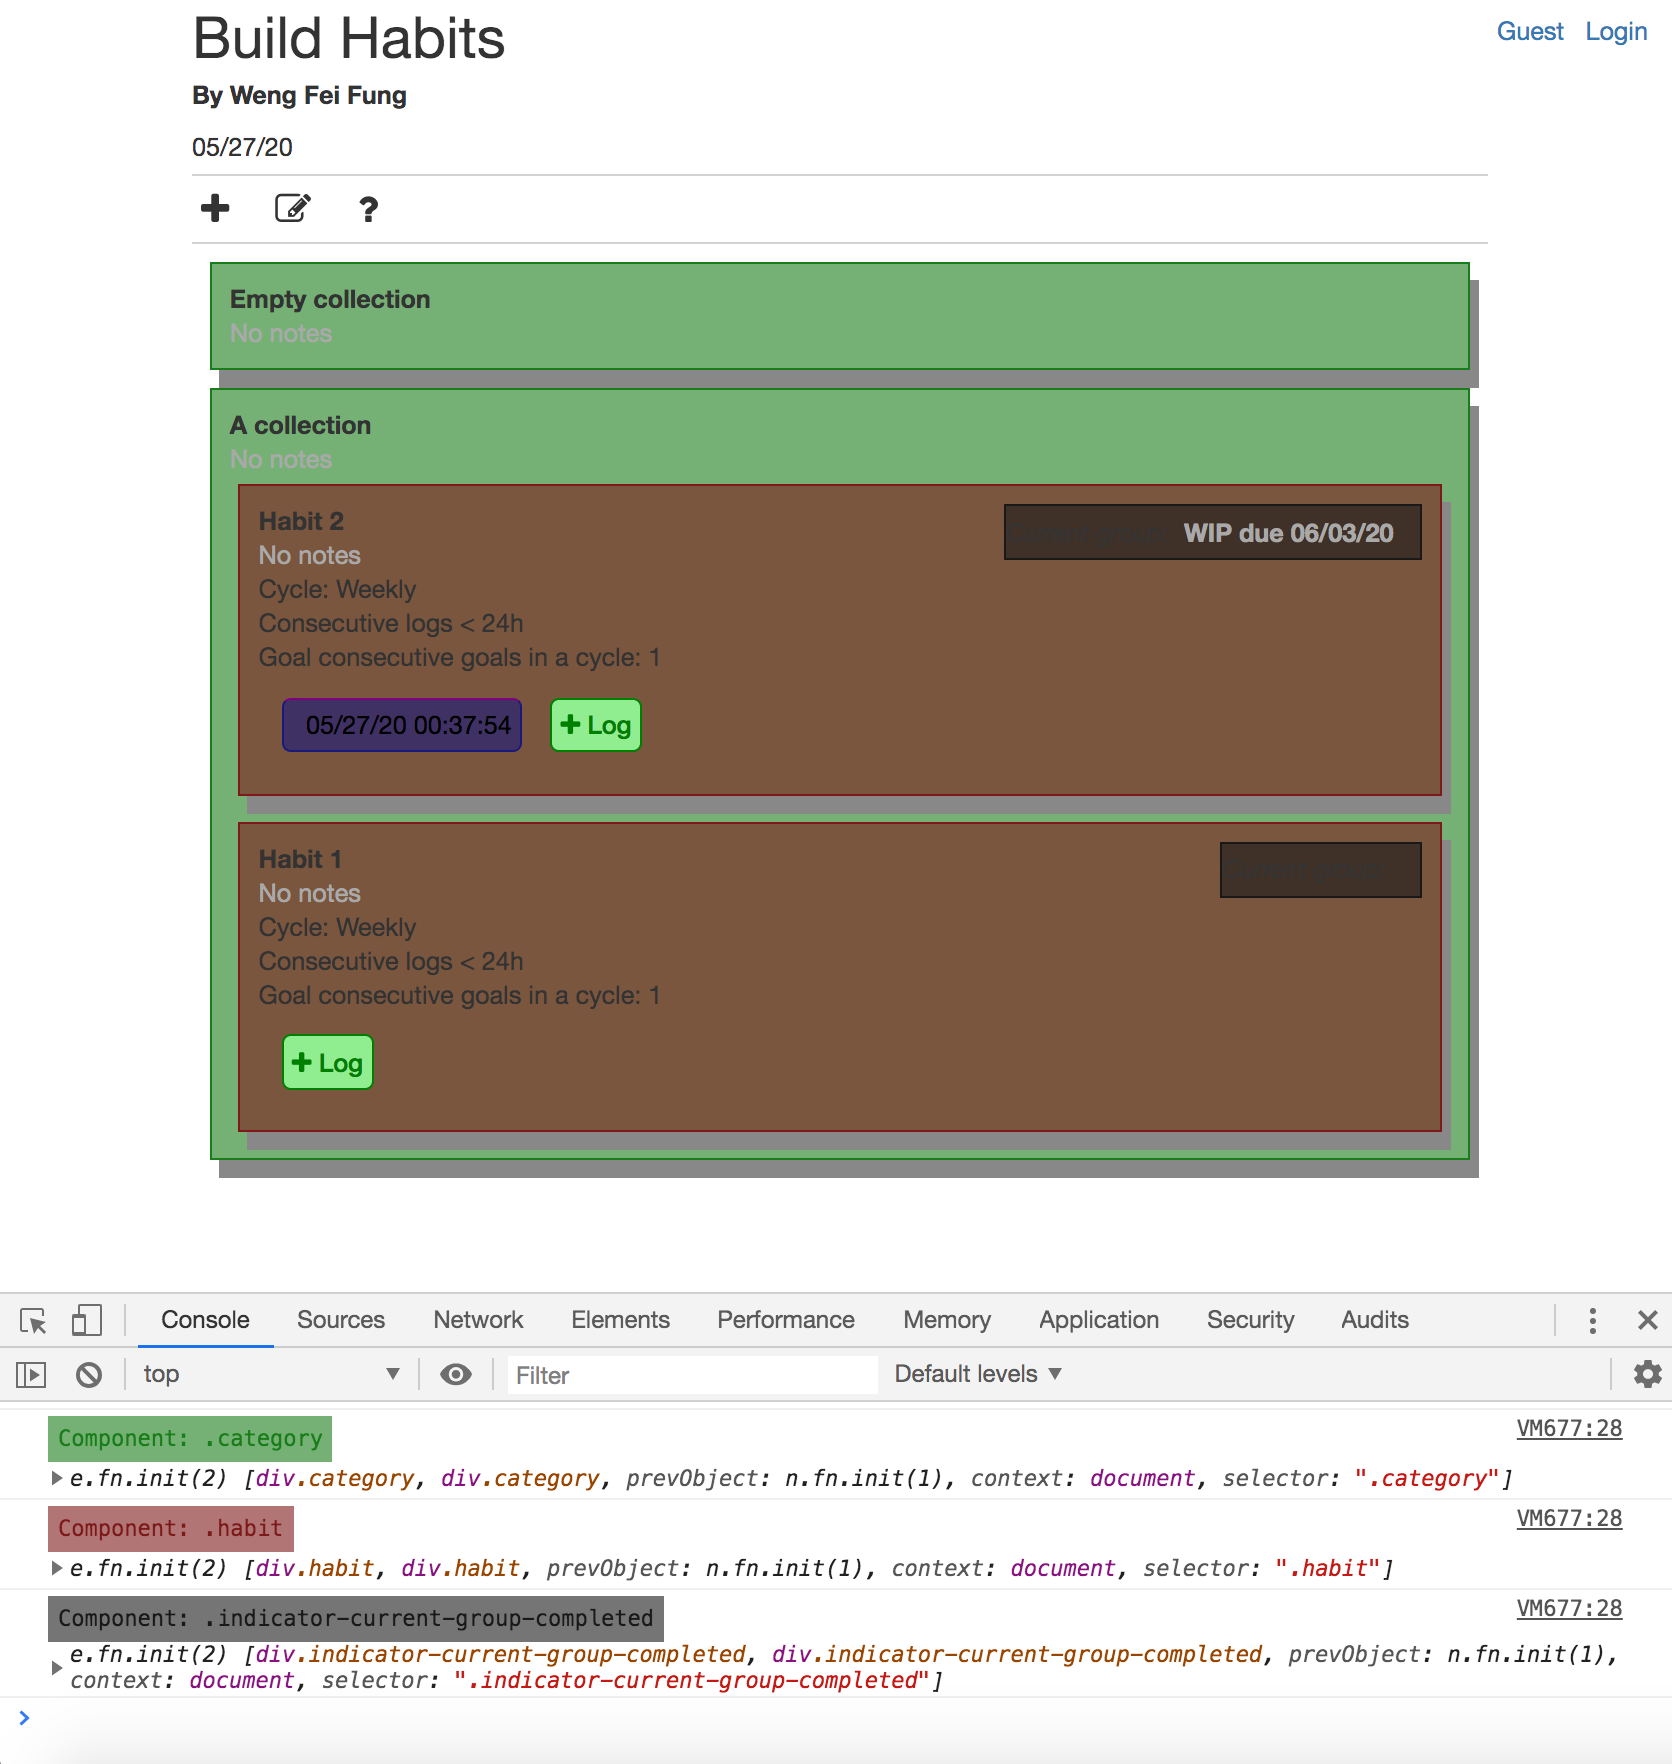 Build Habits
Guest Login
By Weng Fei Fung
05/27/20
?
Empty collection
No notes
A collection
No notes
Habit 2
WIP due 06/03/20
No notes
Cycle: Weekly
Consecutive logs < 24h
Goal consecutive goals in a cycle: 1
05/27/20 00:37:54
+ Log
Habit 1
No notes
Cycle: Weekly
Consecutive logs < 24h
Goal consecutive goals in a cycle: 1
+ Log
Console Sources Network Elements Performance Memory Application Security Audits
top Filter Default levels
Component: .category VM677:28
e.fn.init(2) [div.category, div.category, prevObject: n.fn.init(1), context: document, selector: ".category"]
Component: .habit VM677:28
e.fn.init(2) [div.habit, div.habit, prevObject: n.fn.init(1), context: document, selector: ".habit"]
Component: .indicator-current-group-completed VM677:28
e.fn.init(2) [div.indicator-current-group-completed, div.indicator-current-group-completed, prevObject: n.fn.init(1),
context: document, selector: ".indicator-current-group-completed"]